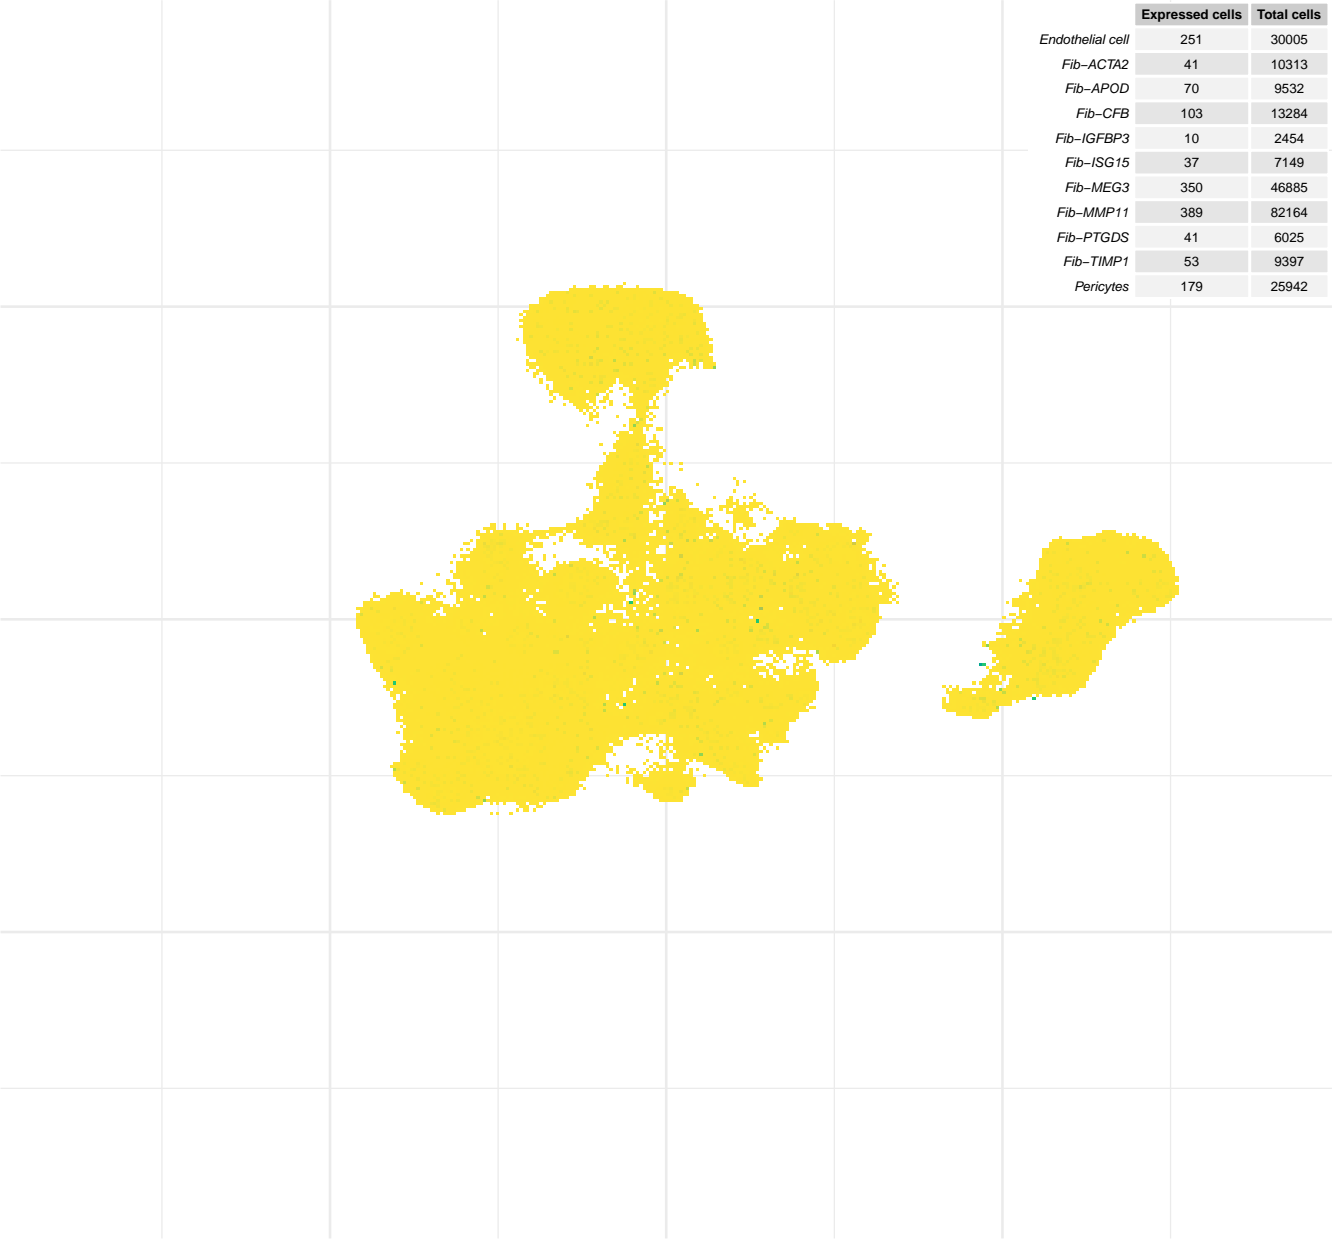 Expressed cells Total cells
Endothelial cell 251 30005
Fib−ACTA2 41 10313
Fib−APOD 70 9532
Fib−CFB 103 13284
Fib−IGFBP3 10 2454
Fib−ISG15 37 7149
Fib−MEG3 350 46885
Fib−MMP11 389 82164
Fib−PTGDS 41 6025
Fib−TIMP1 53 9397
Pericytes 179 25942